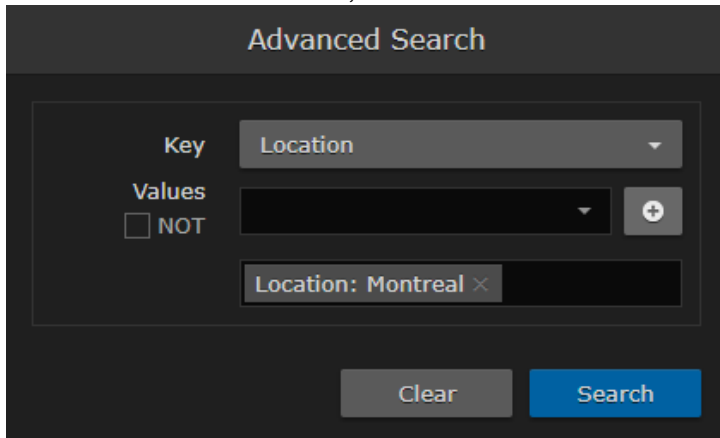 Advanced Search
Key
Location
Values
NOT
Location: Montreal ×
Clear
Search